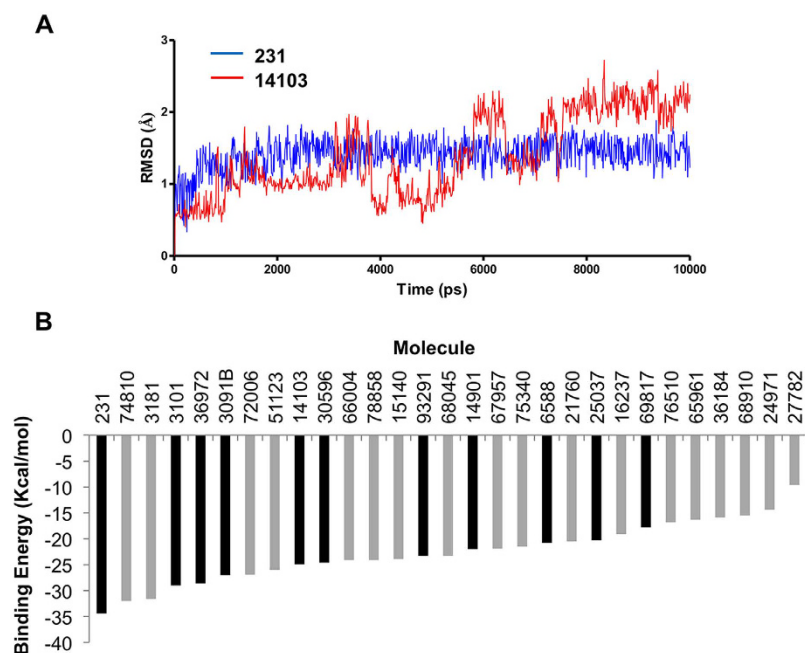 A
3
2
1
0
RMSD (Å)
231
14103
0 2000 4000 6000 8000 10000
Time (ps)
B
Molecule
231 74810 3181 3101 36972 3091B 72006 51123 14103 30596 66004 78858 15140 93291 68045 14901 67957 75340 6588 21760 25037 16237 69817 76510 65961 36184 68910 24971 27782
Binding Energy (Kcal/mol)
0
-5
-10
-15
-20
-25
-30
-35
-40